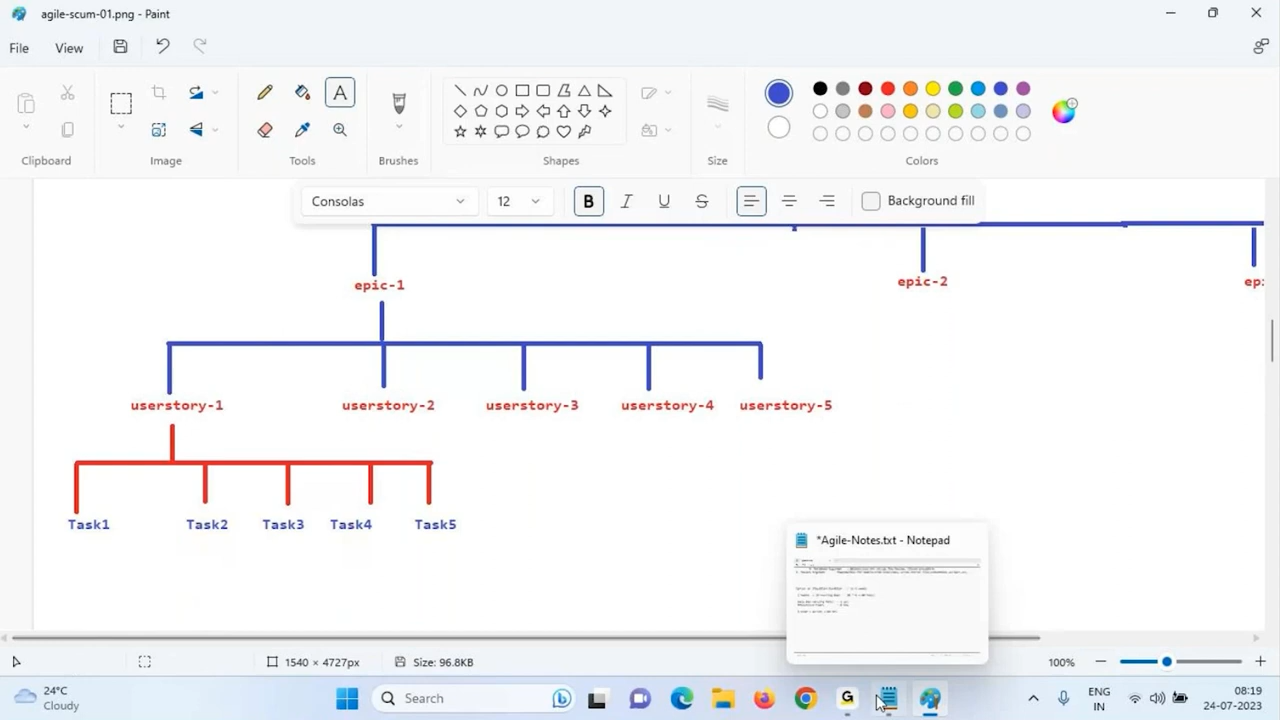 agile-scum-01.png - Paint
File View
Clipboard
Image
Tools
Brushes
Shapes
Size
Colors
A
Consolas 12 B I U S Background fill
epic-1
epic-2
ep
userstory-1 userstory-2 userstory-3 userstory-4 userstory-5
Task1 Task2 Task3 Task4 Task5
*Agile-Notes.txt - Notepad
1540 × 4727px Size: 96.8KB 100%
24°C
Cloudy
Search
G
ENG
IN
08:19
24-07-2023